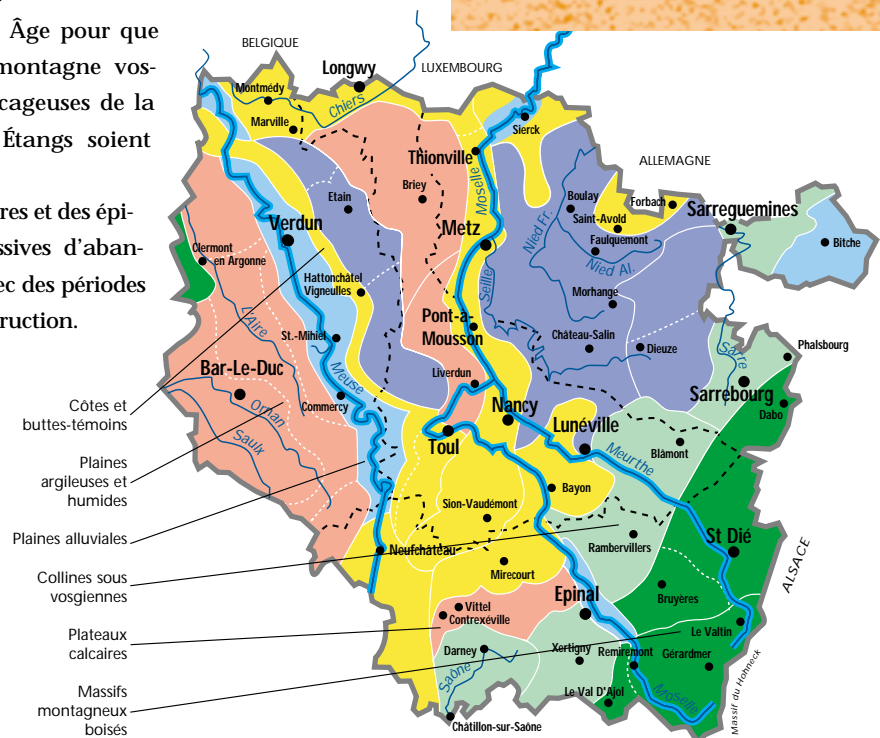 Âge pour que
montagne vos-
cageuses de la
Étangs soient
res et des épi-
ssives d'aban-
ec des périodes
ruction.
BELGIQUE
LUXEMBOURG
ALLEMAGNE
ALSACE
Longwy
Montmédy
Marville
Chiers
Sierck
Thionville
Moselle
Briey
Etain
Verdun
Metz
Boulay
Saint-Avold
Forbach
Faulquemont
Nied Fr.
Nied Al.
Sarreguemines
Bitche
Clermont
en Argonne
Hattonchâtel
Vigneulles
Seille
Morhange
L'Aire
St.-Mihiel
Pont-à-
Mousson
Château-Salin
Dieuze
Sarre
Phalsbourg
Bar-Le-Duc
Meuse
Liverdun
Sarrebourg
Dabo
Ornan
Commercy
Nancy
Lunéville
Saulx
Toul
Meurthe
Blâmont
Bayon
Sion-Vaudémont
Neufchâteau
Rambervillers
St Dié
Mirecourt
Bruyères
Vittel
Contrexéville
Epinal
Le Valtin
Darney
Xertigny
Remiremont
Gérardmer
Saône
Le Val D'Ajol
Moselle
Massif du Hohneck
Châtillon-sur-Saône
Côtes et
buttes-témoins
Plaines
argileuses et
humides
Plaines alluviales
Collines sous
vosgiennes
Plateaux
calcaires
Massifs
montagneux
boisés